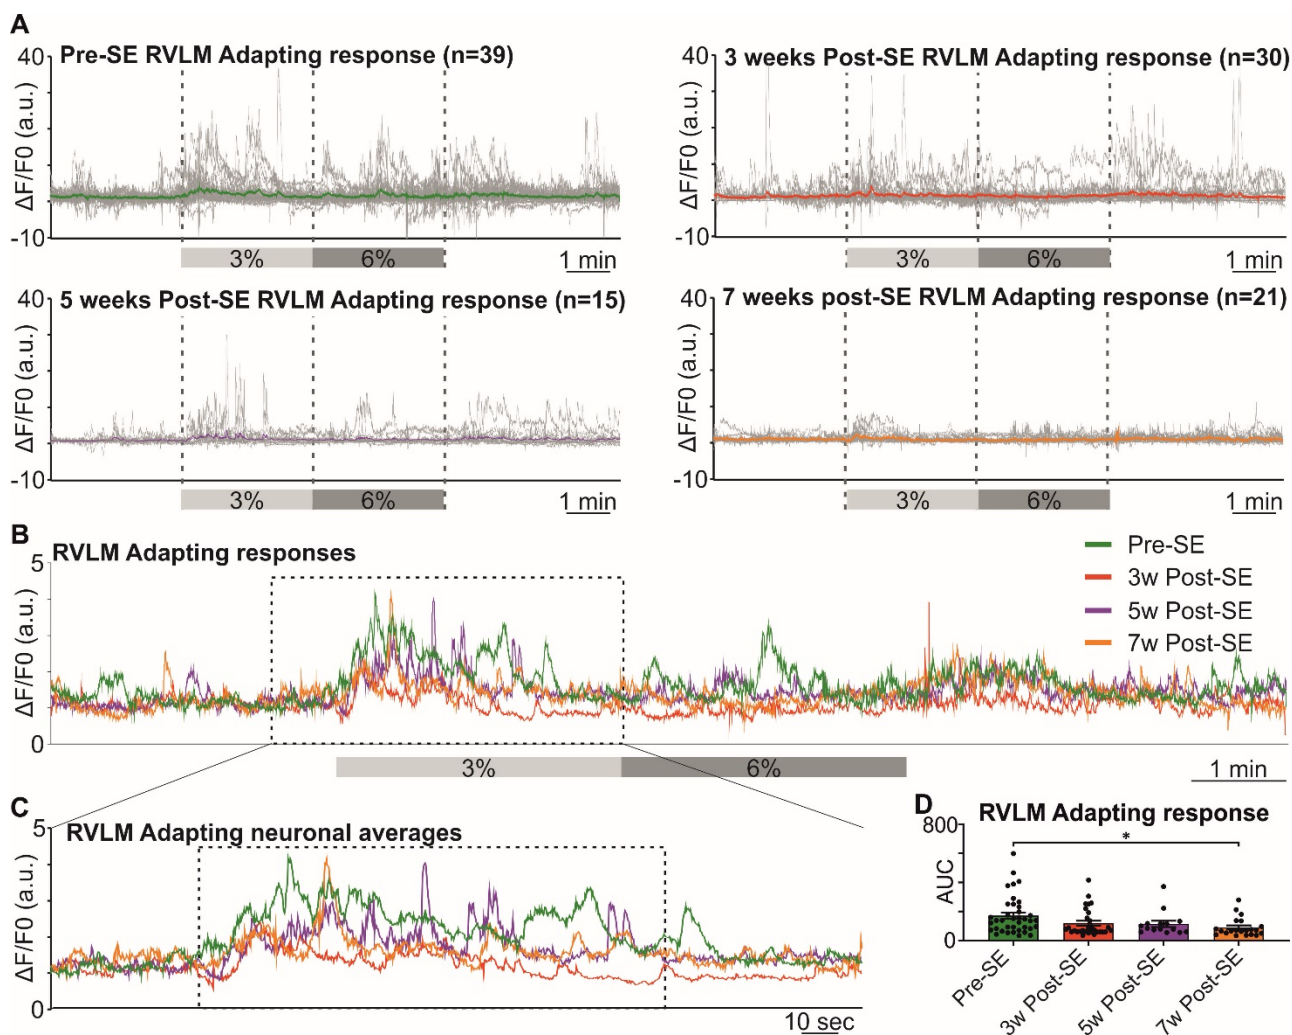 A
Pre-SE RVLM Adapting response (n=39)
3 weeks Post-SE RVLM Adapting response (n=30)
40
ΔF/F0 (a.u.)
-10
3%
6%
1 min
40
ΔF/F0 (a.u.)
-10
3%
6%
1 min
5 weeks Post-SE RVLM Adapting response (n=15)
7 weeks post-SE RVLM Adapting response (n=21)
40
ΔF/F0 (a.u.)
-10
3%
6%
1 min
40
ΔF/F0 (a.u.)
-10
3%
6%
1 min
B
RVLM Adapting responses
5
ΔF/F0 (a.u.)
0
Pre-SE
3w Post-SE
5w Post-SE
7w Post-SE
3%
6%
1 min
C
RVLM Adapting neuronal averages
5
ΔF/F0 (a.u.)
0
10 sec
D
RVLM Adapting response
800
AUC
0
*
Pre-SE
3w Post-SE
5w Post-SE
7w Post-SE